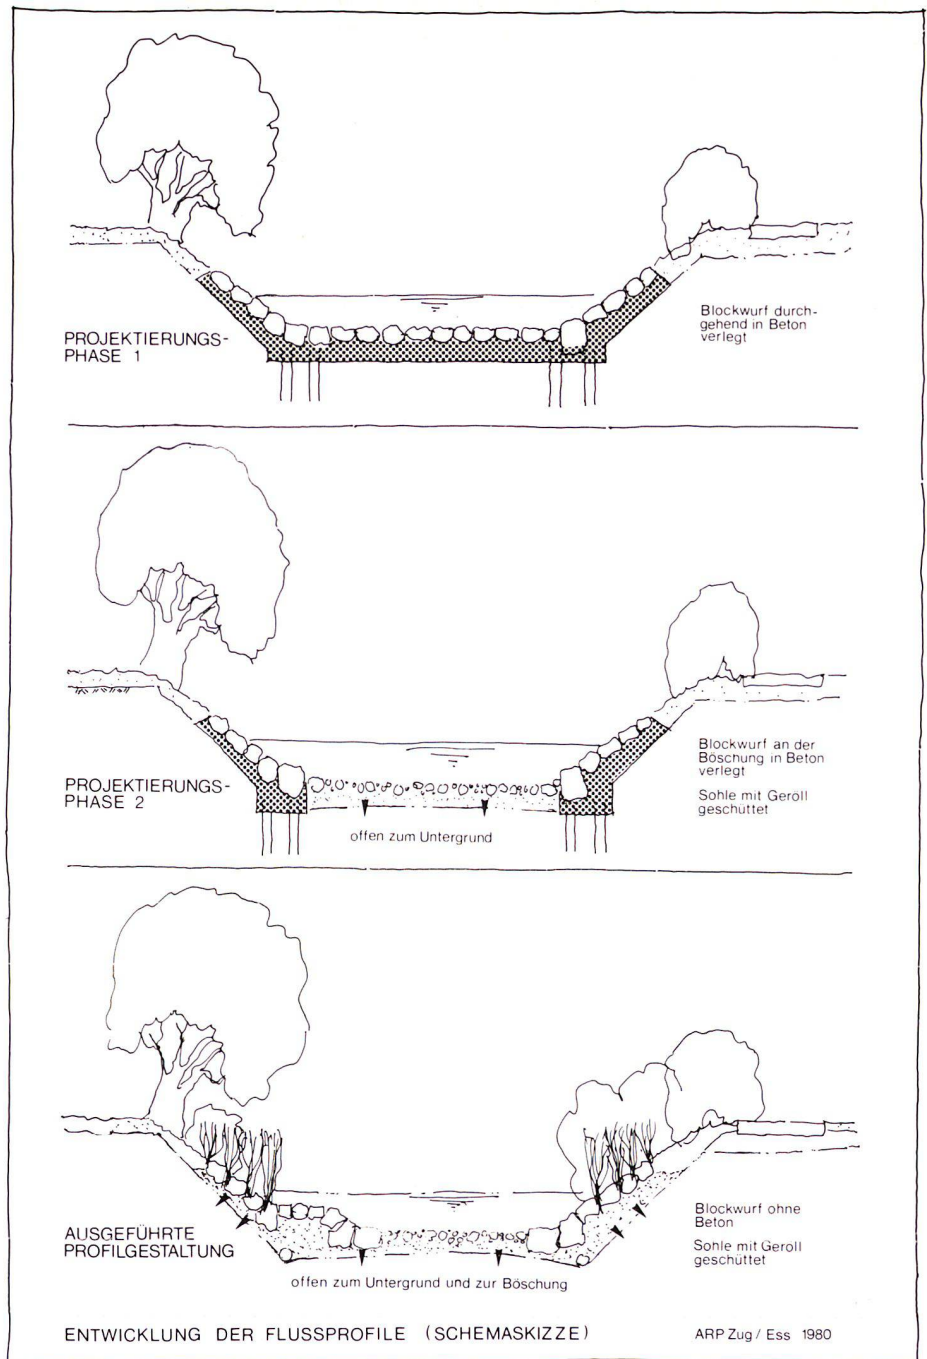 Blockwurf durch-
gehend in Beton
verlegt
PROJEKTIERUNGS-
PHASE 1
Blockwurf an der
Böschung in Beton
verlegt
Sohle mit Geröll
geschüttet
PROJEKTIERUNGS-
PHASE 2
offen zum Untergrund
Blockwurf ohne
Beton
Sohle mit Geröll
geschüttet
AUSGEFÜHRTE
PROFILGESTALTUNG
offen zum Untergrund und zur Böschung
ENTWICKLUNG DER FLUSSPROFILE (SCHEMASKIZZE)
ARP Zug / Ess 1980